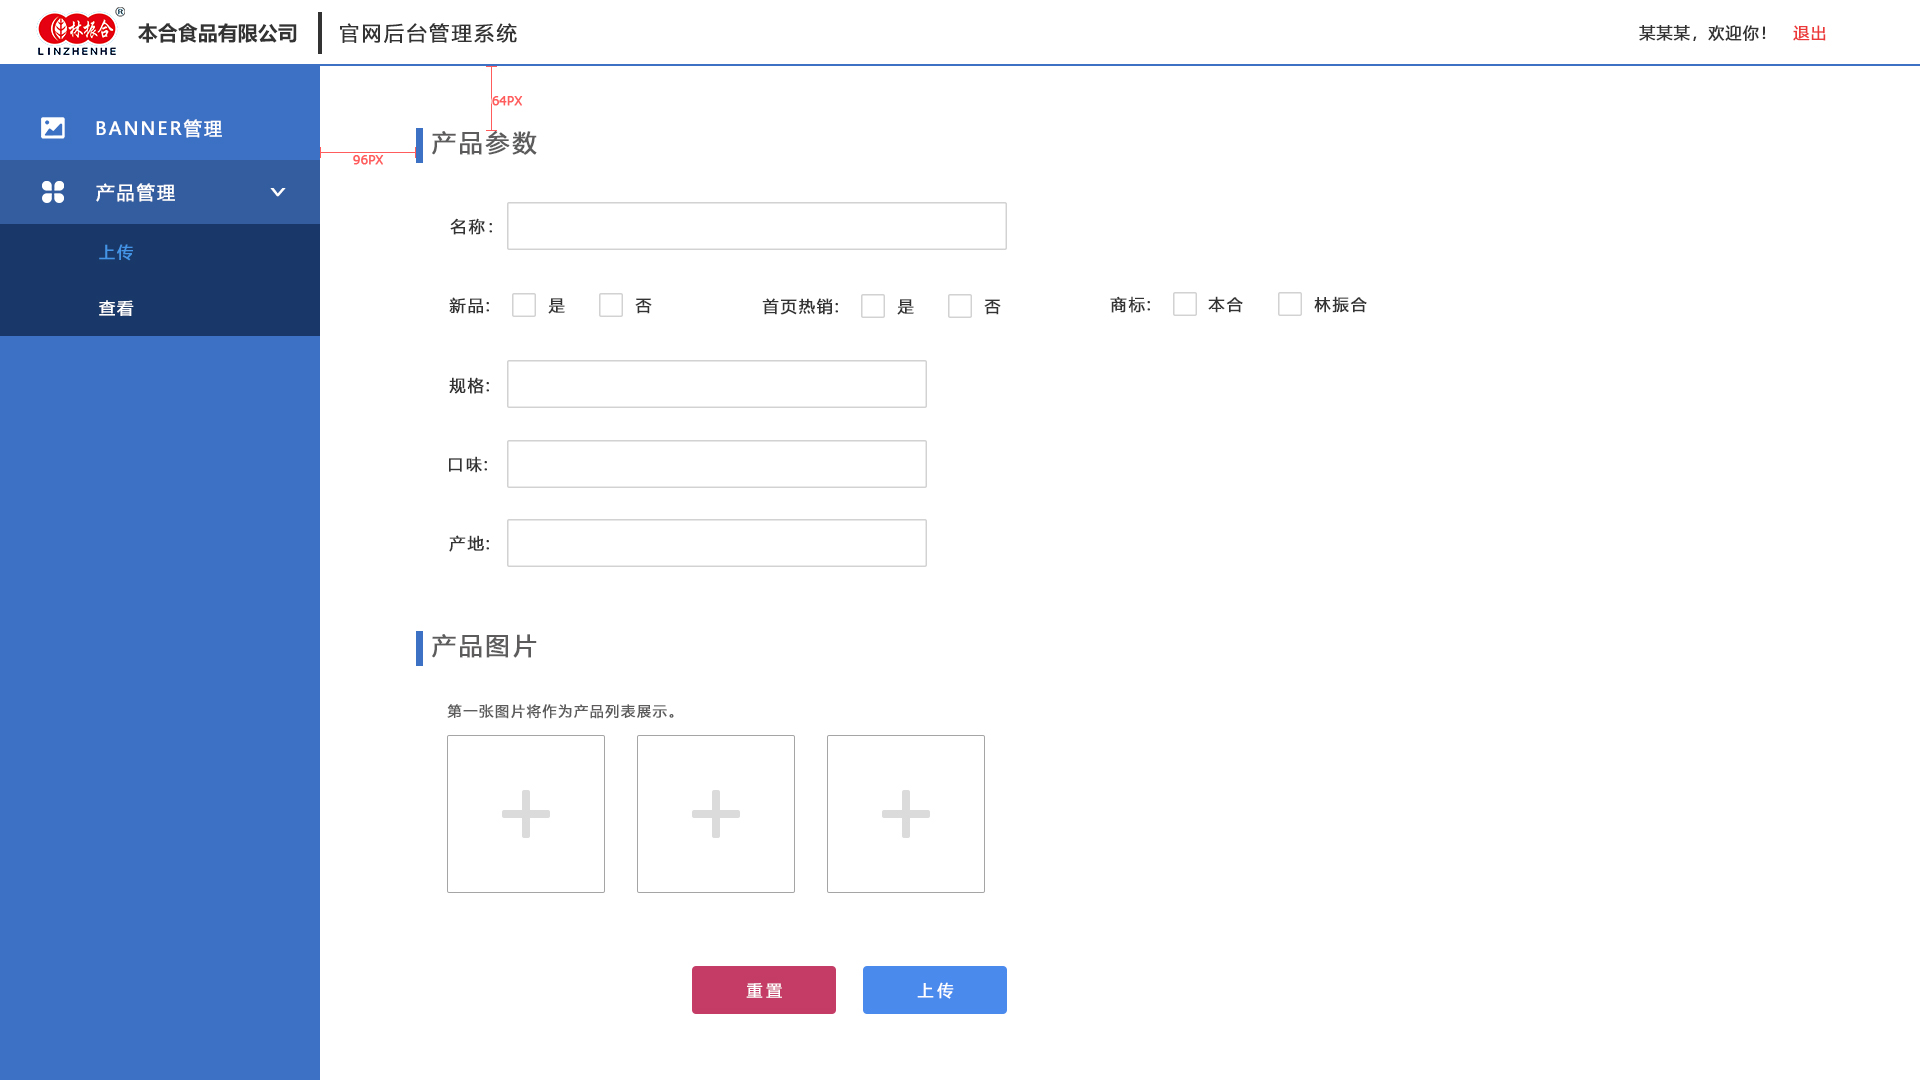 林振合®
LINZHENHE
本合食品有限公司
官网后台管理系统
某某某，欢迎你！ 退出
BANNER管理
产品管理
上传
查看
64PX
96PX
产品参数
名称：
新品： 是 否 首页热销： 是 否 商标： 本合 林振合
规格：
口味：
产地：
产品图片
第一张图片将作为产品列表展示。
重置 上传